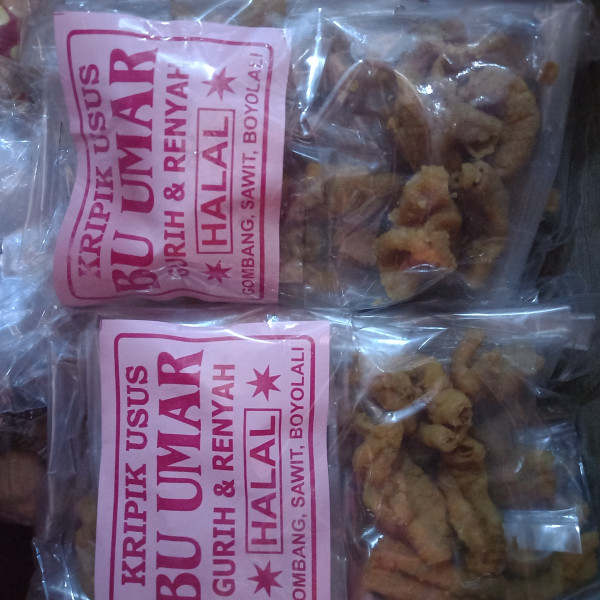 KRIPIK USUS
BU UMAR
GURIH & RENYAH
HALAL
GOMBANG, SAWIT, BOYOLALI
KRIPIK USUS
BU UMAR
GURIH & RENYAH
HALAL
GOMBANG, SAWIT, BOYOLALI